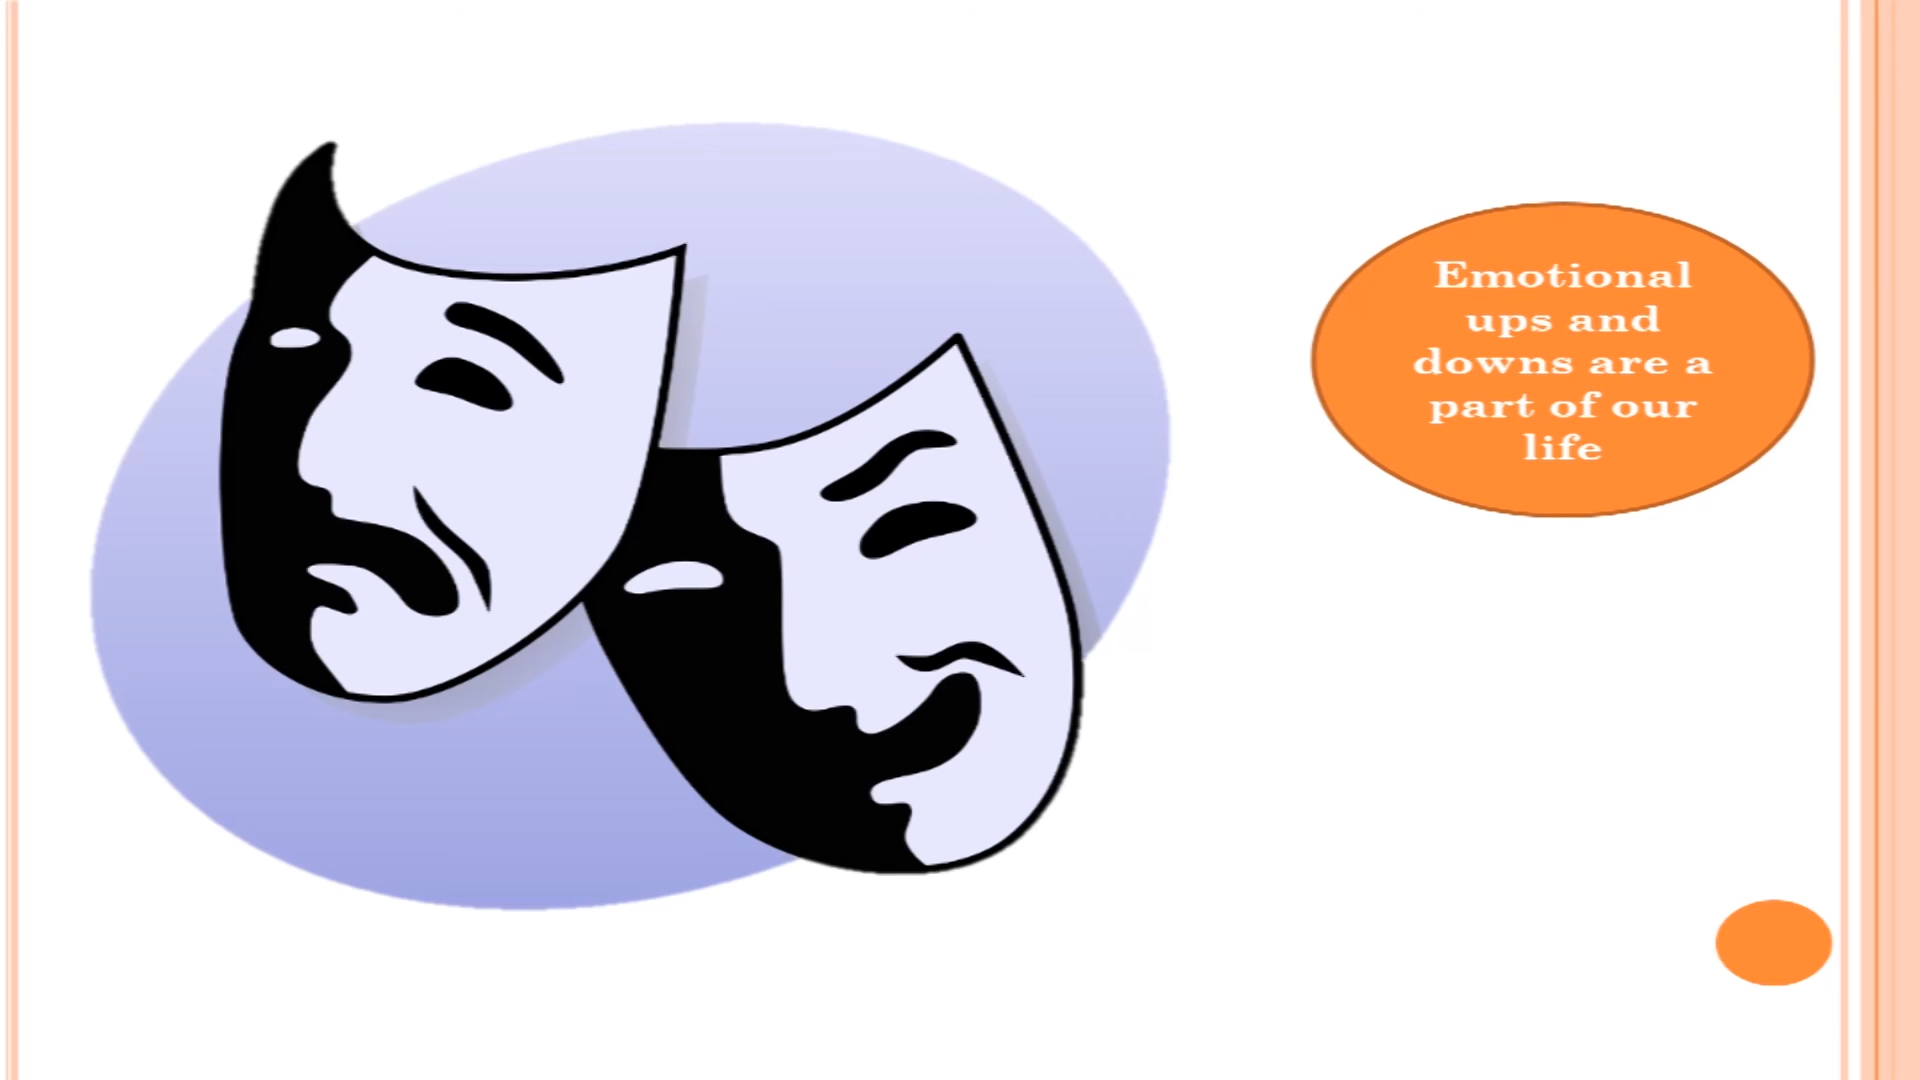 Emotional
ups and
downs are a
part of our
life